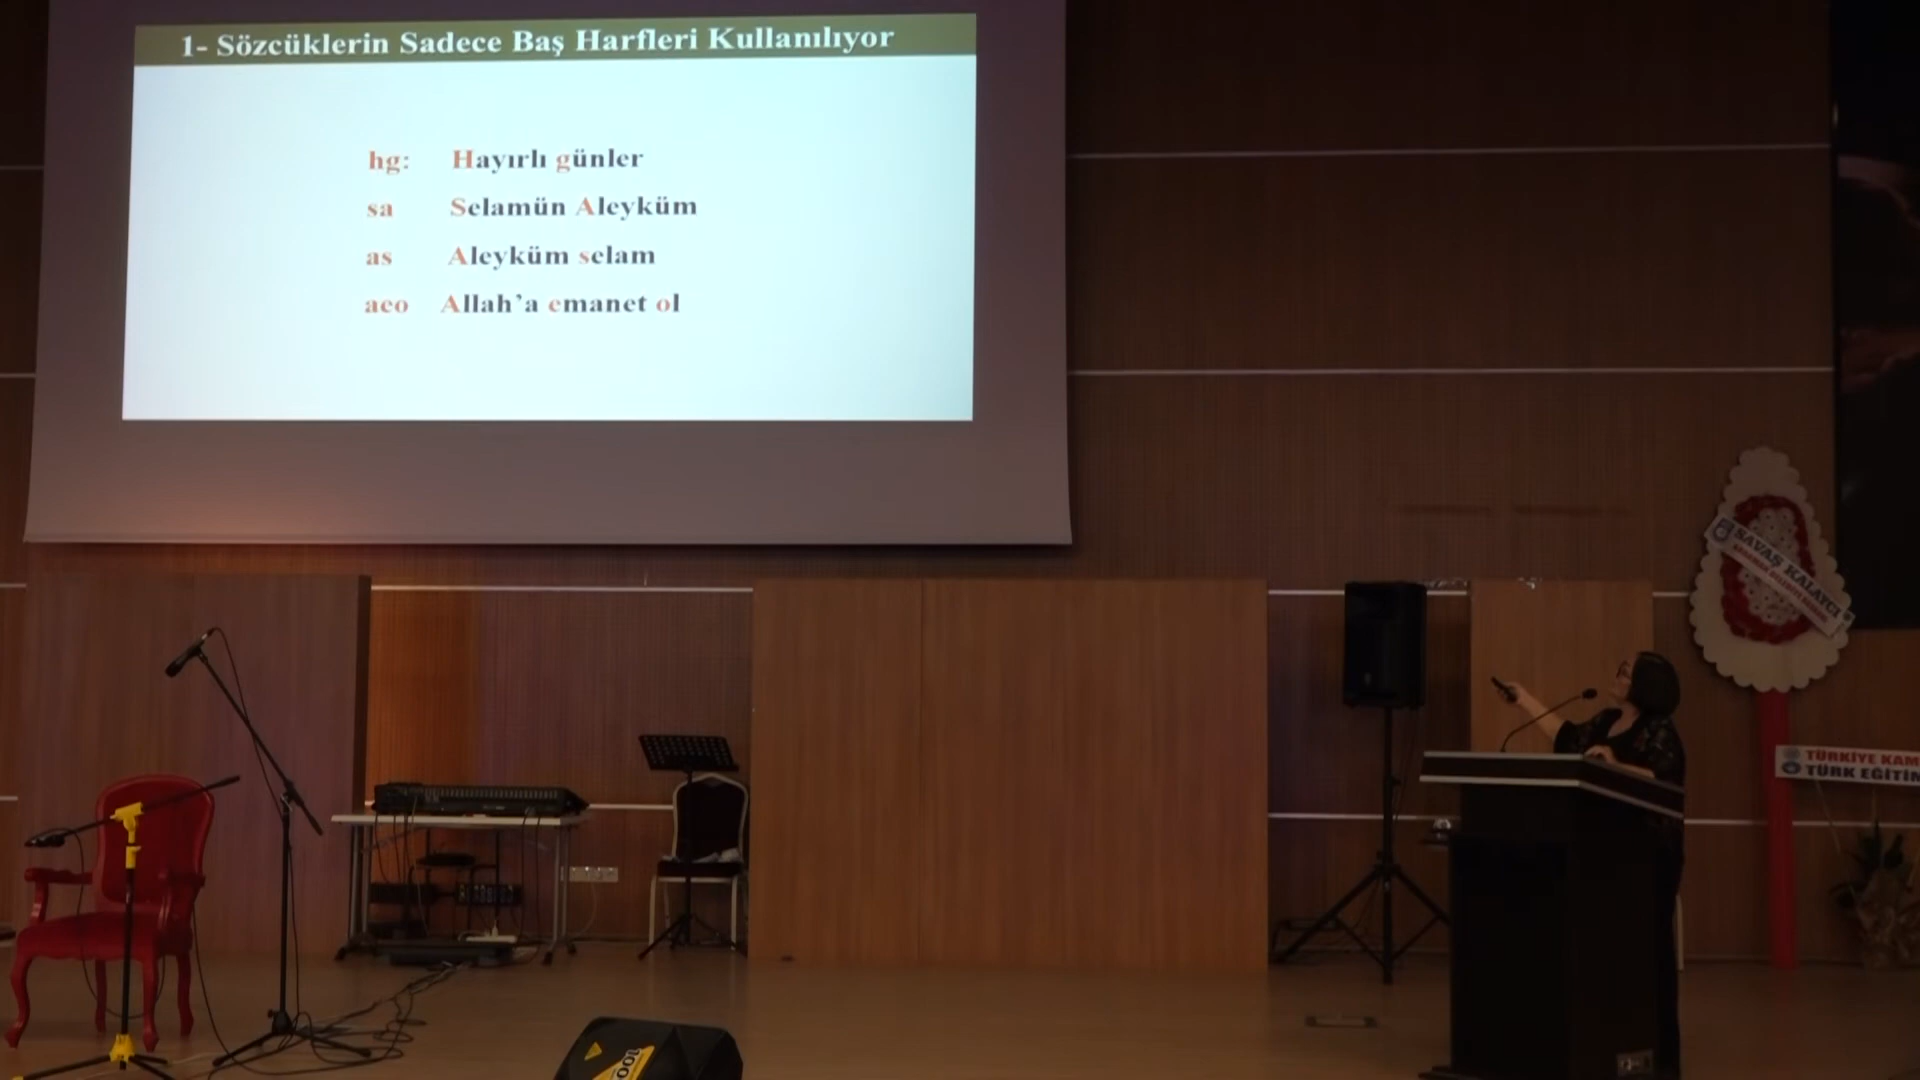 1- Sözcüklerin Sadece Baş Harfleri Kullanılıyor
hg: Hayırlı günler
sa Selamün Aleyküm
as Aleyküm selam
aeo Allah’a emanet ol
SAVAŞ KALAYCI
TÜRKİYE KAM
TÜRK EĞİTİM